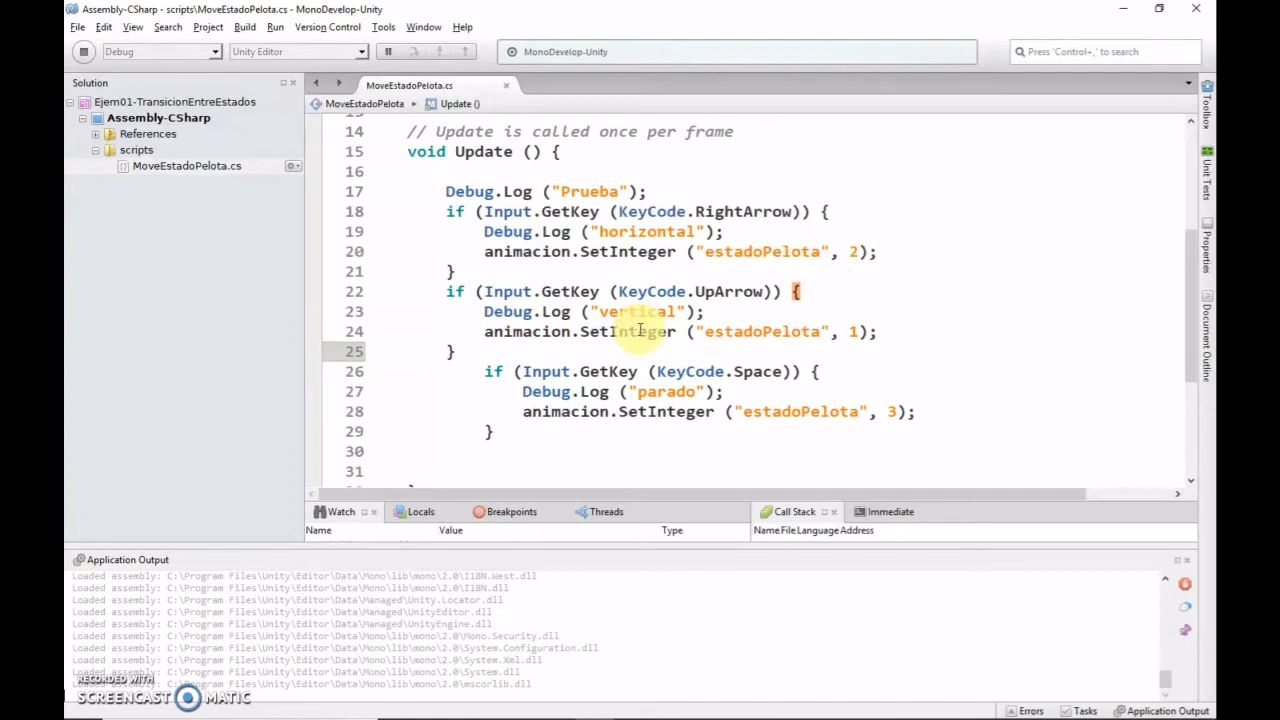 Assembly-CSharp - scripts\MoveEstadoPelota.cs - MonoDevelop-Unity
File Edit View Search Project Build Run Version Control Tools Window Help
Debug Unity Editor MonoDevelop-Unity Press 'Control+,' to search
Solution MoveEstadoPelota.cs
Ejem01-TransicionEntreEstados MoveEstadoPelota Update ()
Assembly-CSharp
References
scripts
MoveEstadoPelota.cs
14 // Update is called once per frame
15 void Update () {
16
17 Debug.Log ("Prueba");
18 if (Input.GetKey (KeyCode.RightArrow)) {
19 Debug.Log ("horizontal");
20 animacion.SetInteger ("estadoPelota", 2);
21 }
22 if (Input.GetKey (KeyCode.UpArrow)) {
23 Debug.Log ("vertical");
24 animacion.SetInteger ("estadoPelota", 1);
25 }
26 if (Input.GetKey (KeyCode.Space)) {
27 Debug.Log ("parado");
28 animacion.SetInteger ("estadoPelota", 3);
29 }
30
31
Toolbox
Unit Tests
Properties
Document Outline
Watch Locals Breakpoints Threads Call Stack Immediate
Name Value Type Name File Language Address
Application Output
Loaded assembly: C:\Program Files\Unity\Editor\Data\Mono\lib\mono\2.0\I18N.West.dll
Loaded assembly: C:\Program Files\Unity\Editor\Data\Mono\lib\mono\2.0\I18N.dll
Loaded assembly: C:\Program Files\Unity\Editor\Data\Managed\Unity.Locator.dll
Loaded assembly: C:\Program Files\Unity\Editor\Data\Managed\UnityEditor.dll
Loaded assembly: C:\Program Files\Unity\Editor\Data\Managed\UnityEngine.dll
Loaded assembly: C:\Program Files\Unity\Editor\Data\Mono\lib\mono\2.0\Mono.Security.dll
Loaded assembly: C:\Program Files\Unity\Editor\Data\Mono\lib\mono\2.0\System.Configuration.dll
Loaded assembly: C:\Program Files\Unity\Editor\Data\Mono\lib\mono\2.0\System.Xml.dll
Loaded assembly: C:\Program Files\Unity\Editor\Data\Mono\lib\mono\2.0\System.dll
Loaded assembly: C:\Program Files\Unity\Editor\Data\Mono\lib\mono\2.0\mscorlib.dll
RECORDED WITH
SCREENCAST MATIC
Errors Tasks Application Output